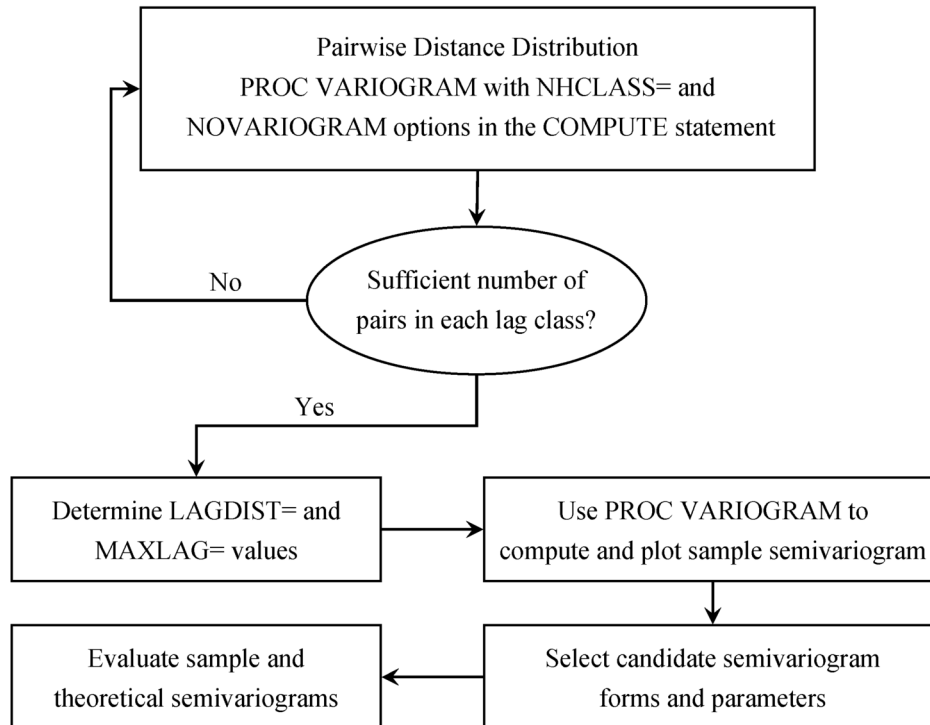 Pairwise Distance Distribution
PROC VARIOGRAM with NHCLASS= and
NOVARIOGRAM options in the COMPUTE statement
Sufficient number of
pairs in each lag class?
No
Yes
Determine LAGDIST= and
MAXLAG= values
Use PROC VARIOGRAM to
compute and plot sample semivariogram
Select candidate semivariogram
forms and parameters
Evaluate sample and
theoretical semivariograms